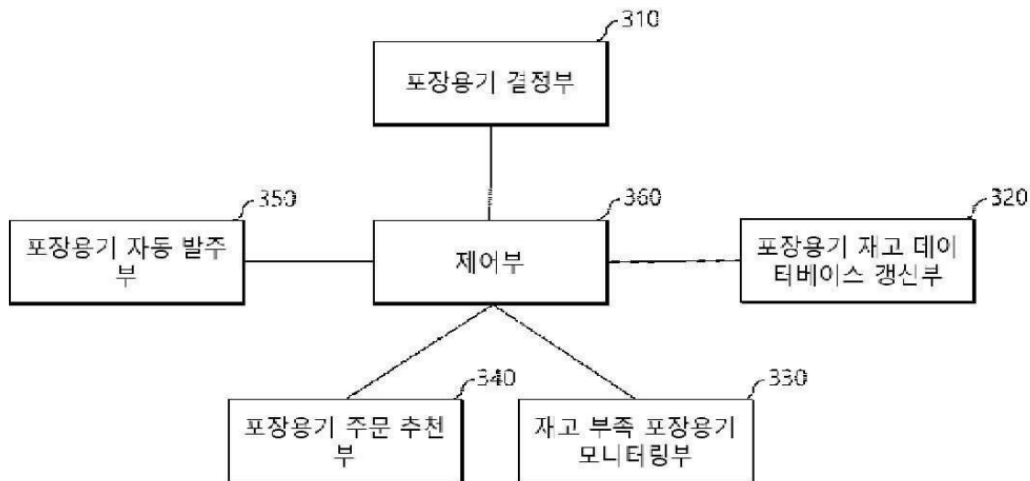 310
포장용기 결정부
350
포장용기 자동 발주
부
360
제어부
320
포장용기 재고 데이
터베이스 갱신부
340
포장용기 주문 추천
부
330
재고 부족 포장용기
모니터링부